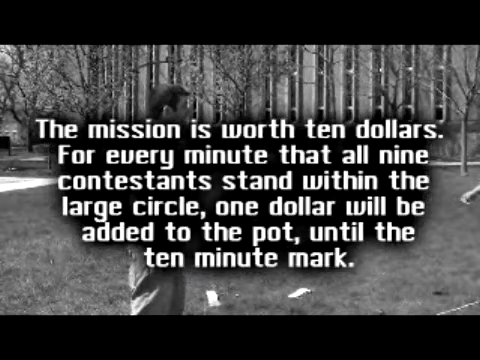 The mission is worth ten dollars.
For every minute that all nine
contestants stand within the
large circle, one dollar will be
added to the pot, until the
ten minute mark.